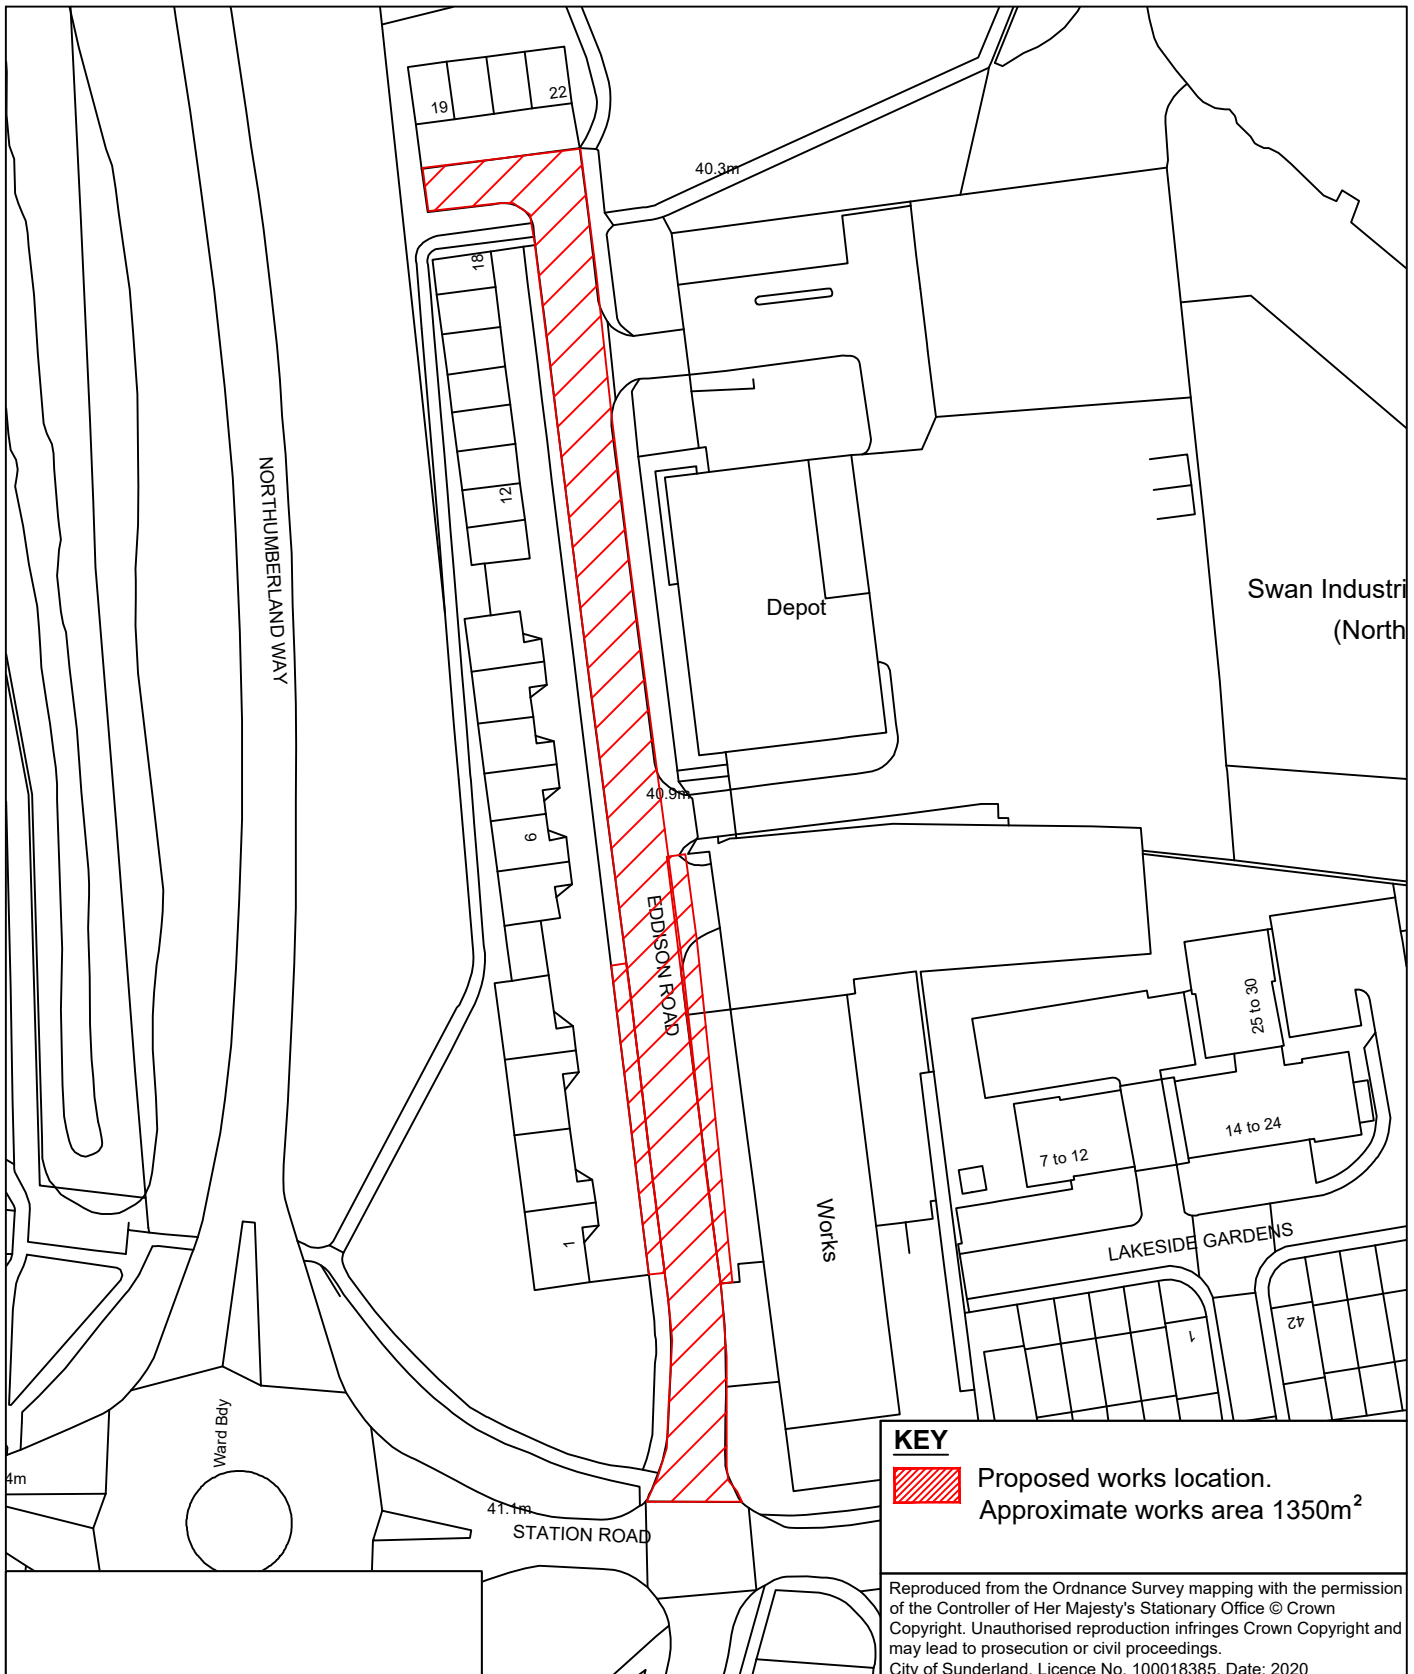 19
22
40.3m
18
NORTHUMBERLAND WAY
12
Depot
Swan Industri
(North
40.9m
6
EDDISON ROAD
25 to 30
14 to 24
7 to 12
Works
LAKESIDE GARDENS
1
1
42
Ward Bdy
4m
41.1m
STATION ROAD
KEY
Proposed works location.
Approximate works area 1350m²
Reproduced from the Ordnance Survey mapping with the permission
of the Controller of Her Majesty's Stationary Office © Crown
Copyright. Unauthorised reproduction infringes Crown Copyright and
may lead to prosecution or civil proceedings.
City of Sunderland. Licence No. 100018385. Date: 2020